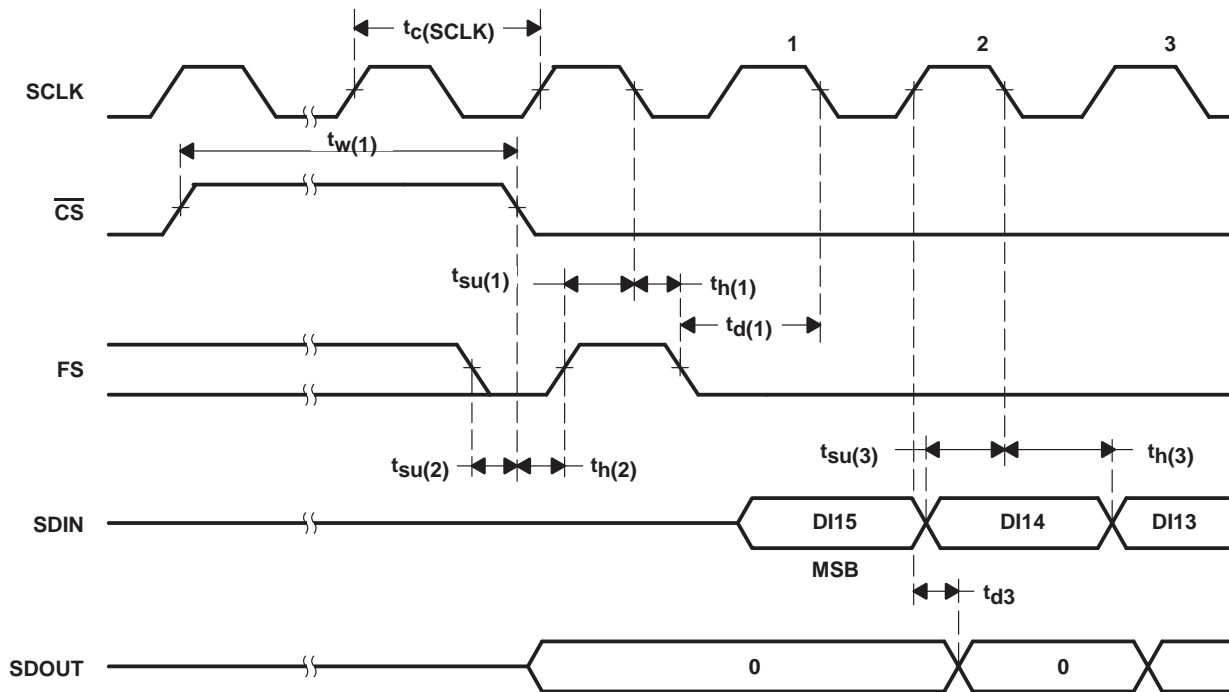 tc(SCLK)
1
2
3
SCLK
tw(1)
CS
tsu(1)
th(1)
td(1)
FS
tsu(2)
th(2)
tsu(3)
th(3)
SDIN
DI15
DI14
DI13
MSB
td3
SDOUT
0
0